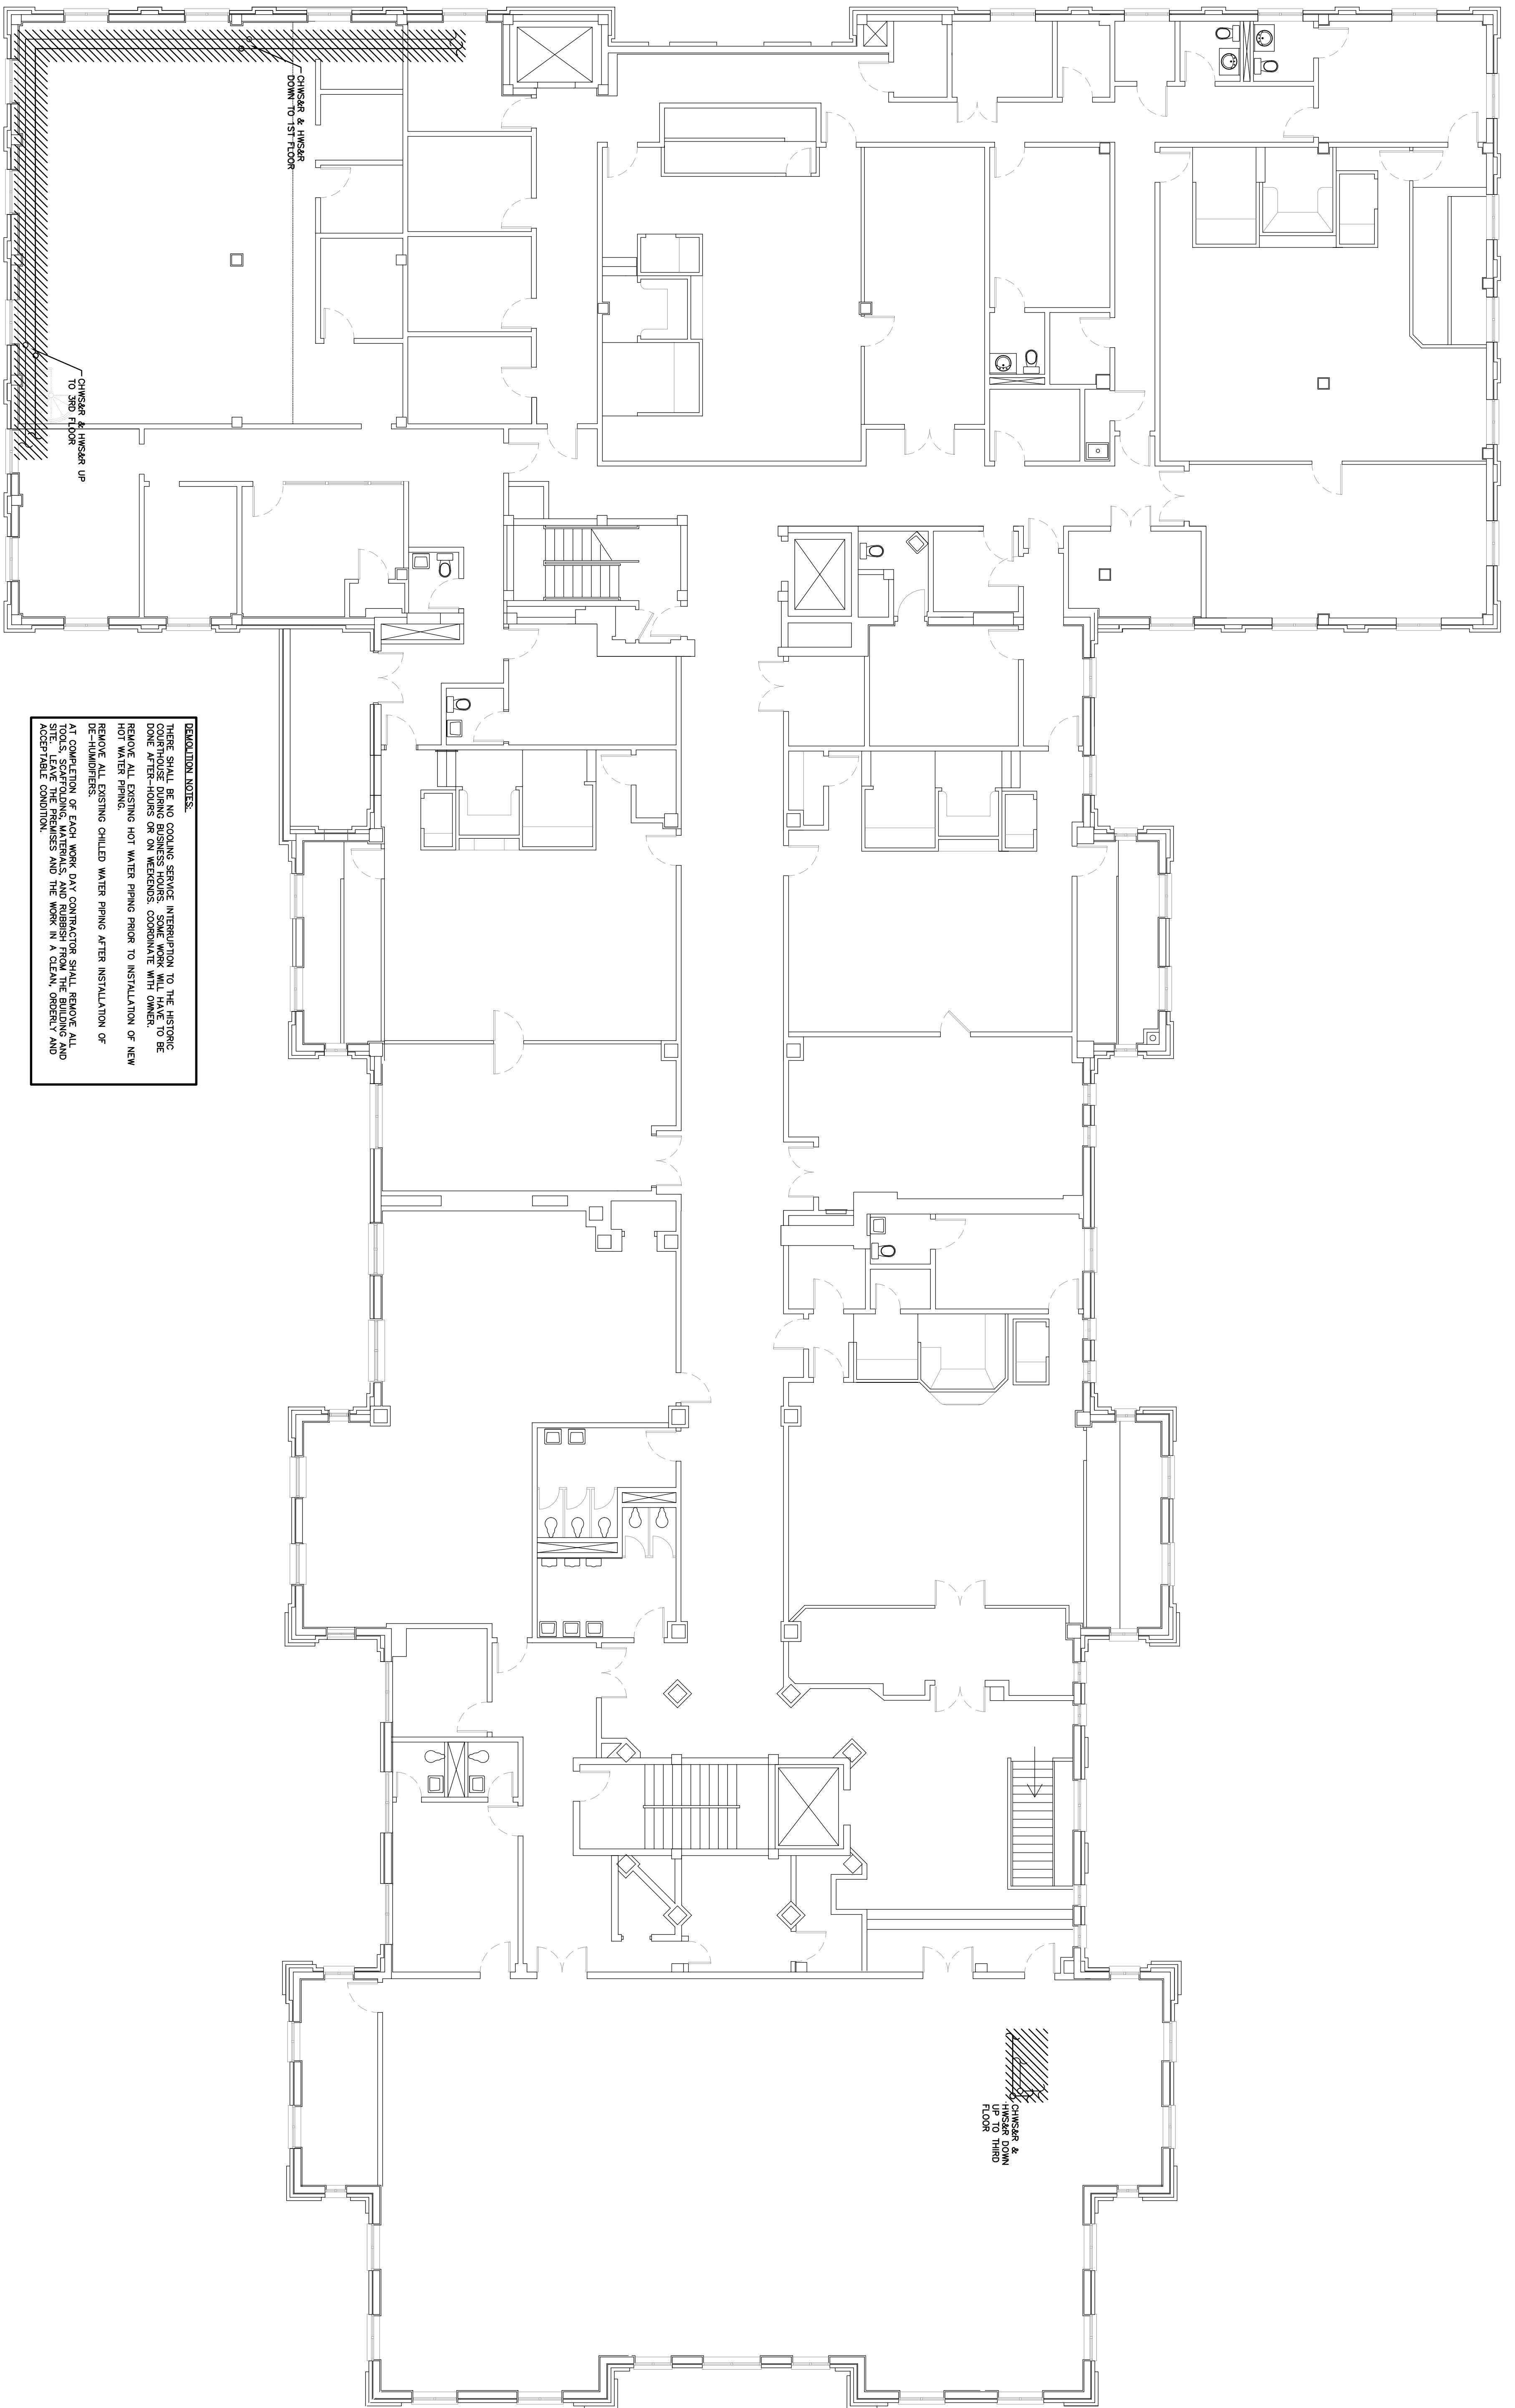 CHWS&R & HWS&R
DOWN TO 1ST FLOOR
CHWS&R & HWS&R UP
TO 3RD FLOOR
DEMOLITION NOTES:
THERE SHALL BE NO COOLING SERVICE INTERRUPTION TO THE HISTORIC
COURTHOUSE DURING BUSINESS HOURS. SOME WORK WILL HAVE TO BE
DONE AFTER-HOURS OR ON WEEKENDS. COORDINATE WITH OWNER.
REMOVE ALL EXISTING HOT WATER PIPING PRIOR TO INSTALLATION OF NEW
HOT WATER PIPING.
REMOVE ALL EXISTING CHILLED WATER PIPING AFTER INSTALLATION OF
DE-HUMIDIFIERS.
AT COMPLETION OF EACH WORK DAY CONTRACTOR SHALL REMOVE ALL
TOOLS, SCAFFOLDING, MATERIALS, AND RUBBISH FROM THE BUILDING AND
SITE. LEAVE THE PREMISES AND THE WORK IN A CLEAN, ORDERLY AND
ACCEPTABLE CONDITION.
CHWS&R &
HWS&R DOWN
UP TO THIRD
FLOOR